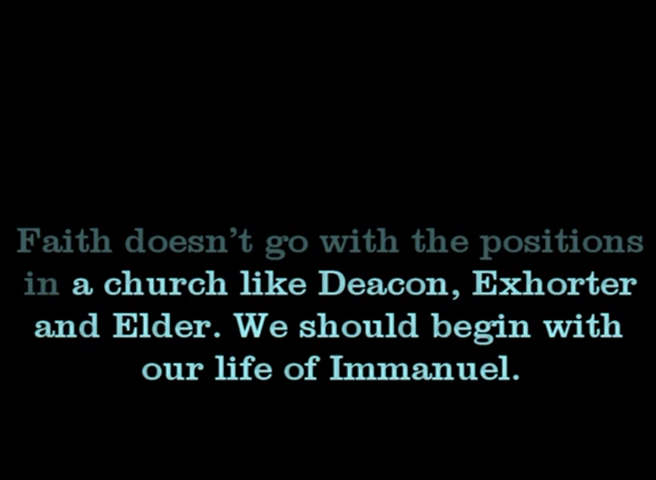 Faith doesn't go with the positions
in a church like Deacon, Exhorter
and Elder. We should begin with
our life of Immanuel.